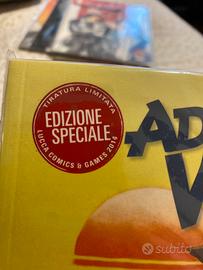 TIRATURA LIMITATA
EDIZIONE
SPECIALE
LUCCA COMICS & GAMES 2014
AD
subito